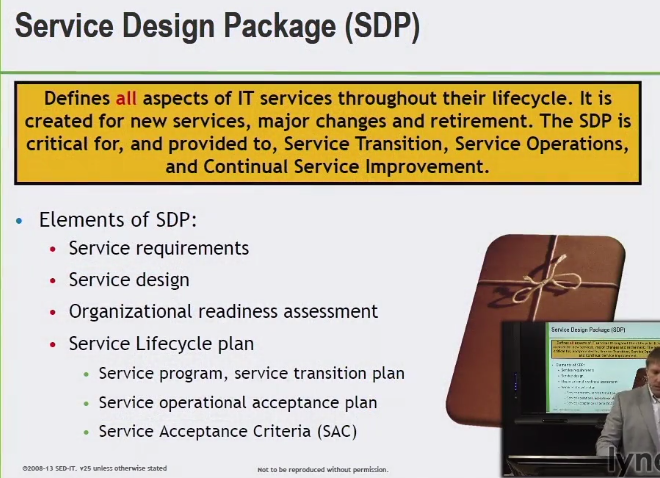 Service Design Package (SDP)
Defines all aspects of IT services throughout their lifecycle. It is
created for new services, major changes and retirement. The SDP is
critical for, and provided to, Service Transition, Service Operations,
and Continual Service Improvement.
Elements of SDP:
Service requirements
Service design
Organizational readiness assessment
Service Lifecycle plan
Service program, service transition plan
Service operational acceptance plan
Service Acceptance Criteria (SAC)
©2008-13 SED-IT. v25 unless otherwise stated
Not to be reproduced without permission.
Service Design Package (SDP)